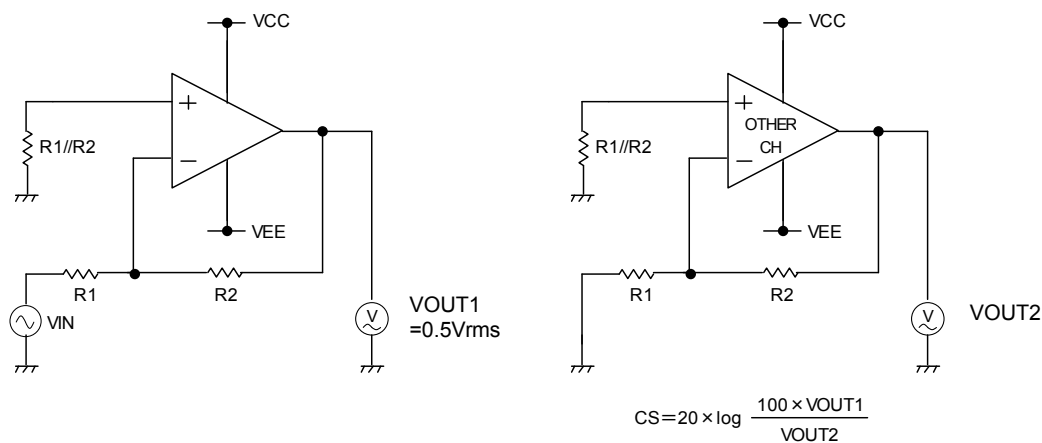 VCC
+
R1//R2
−
VEE
R1
R2
VIN
V
VOUT1
=0.5Vrms
VCC
+
OTHER
CH
R1//R2
−
VEE
R1
R2
V
VOUT2
CS=20×log 100×VOUT1
VOUT2